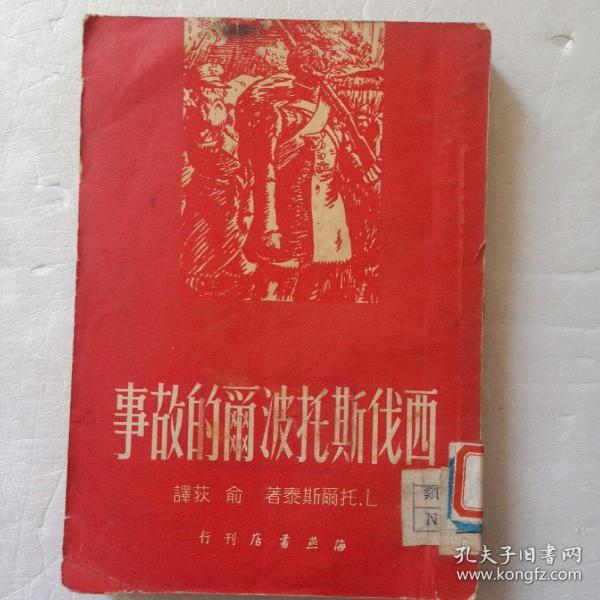 西伐斯托波爾的故事
L.托爾斯泰著 俞荻譯
海燕書店刊行
類
N
孔夫子旧书网
www.kongfz.com